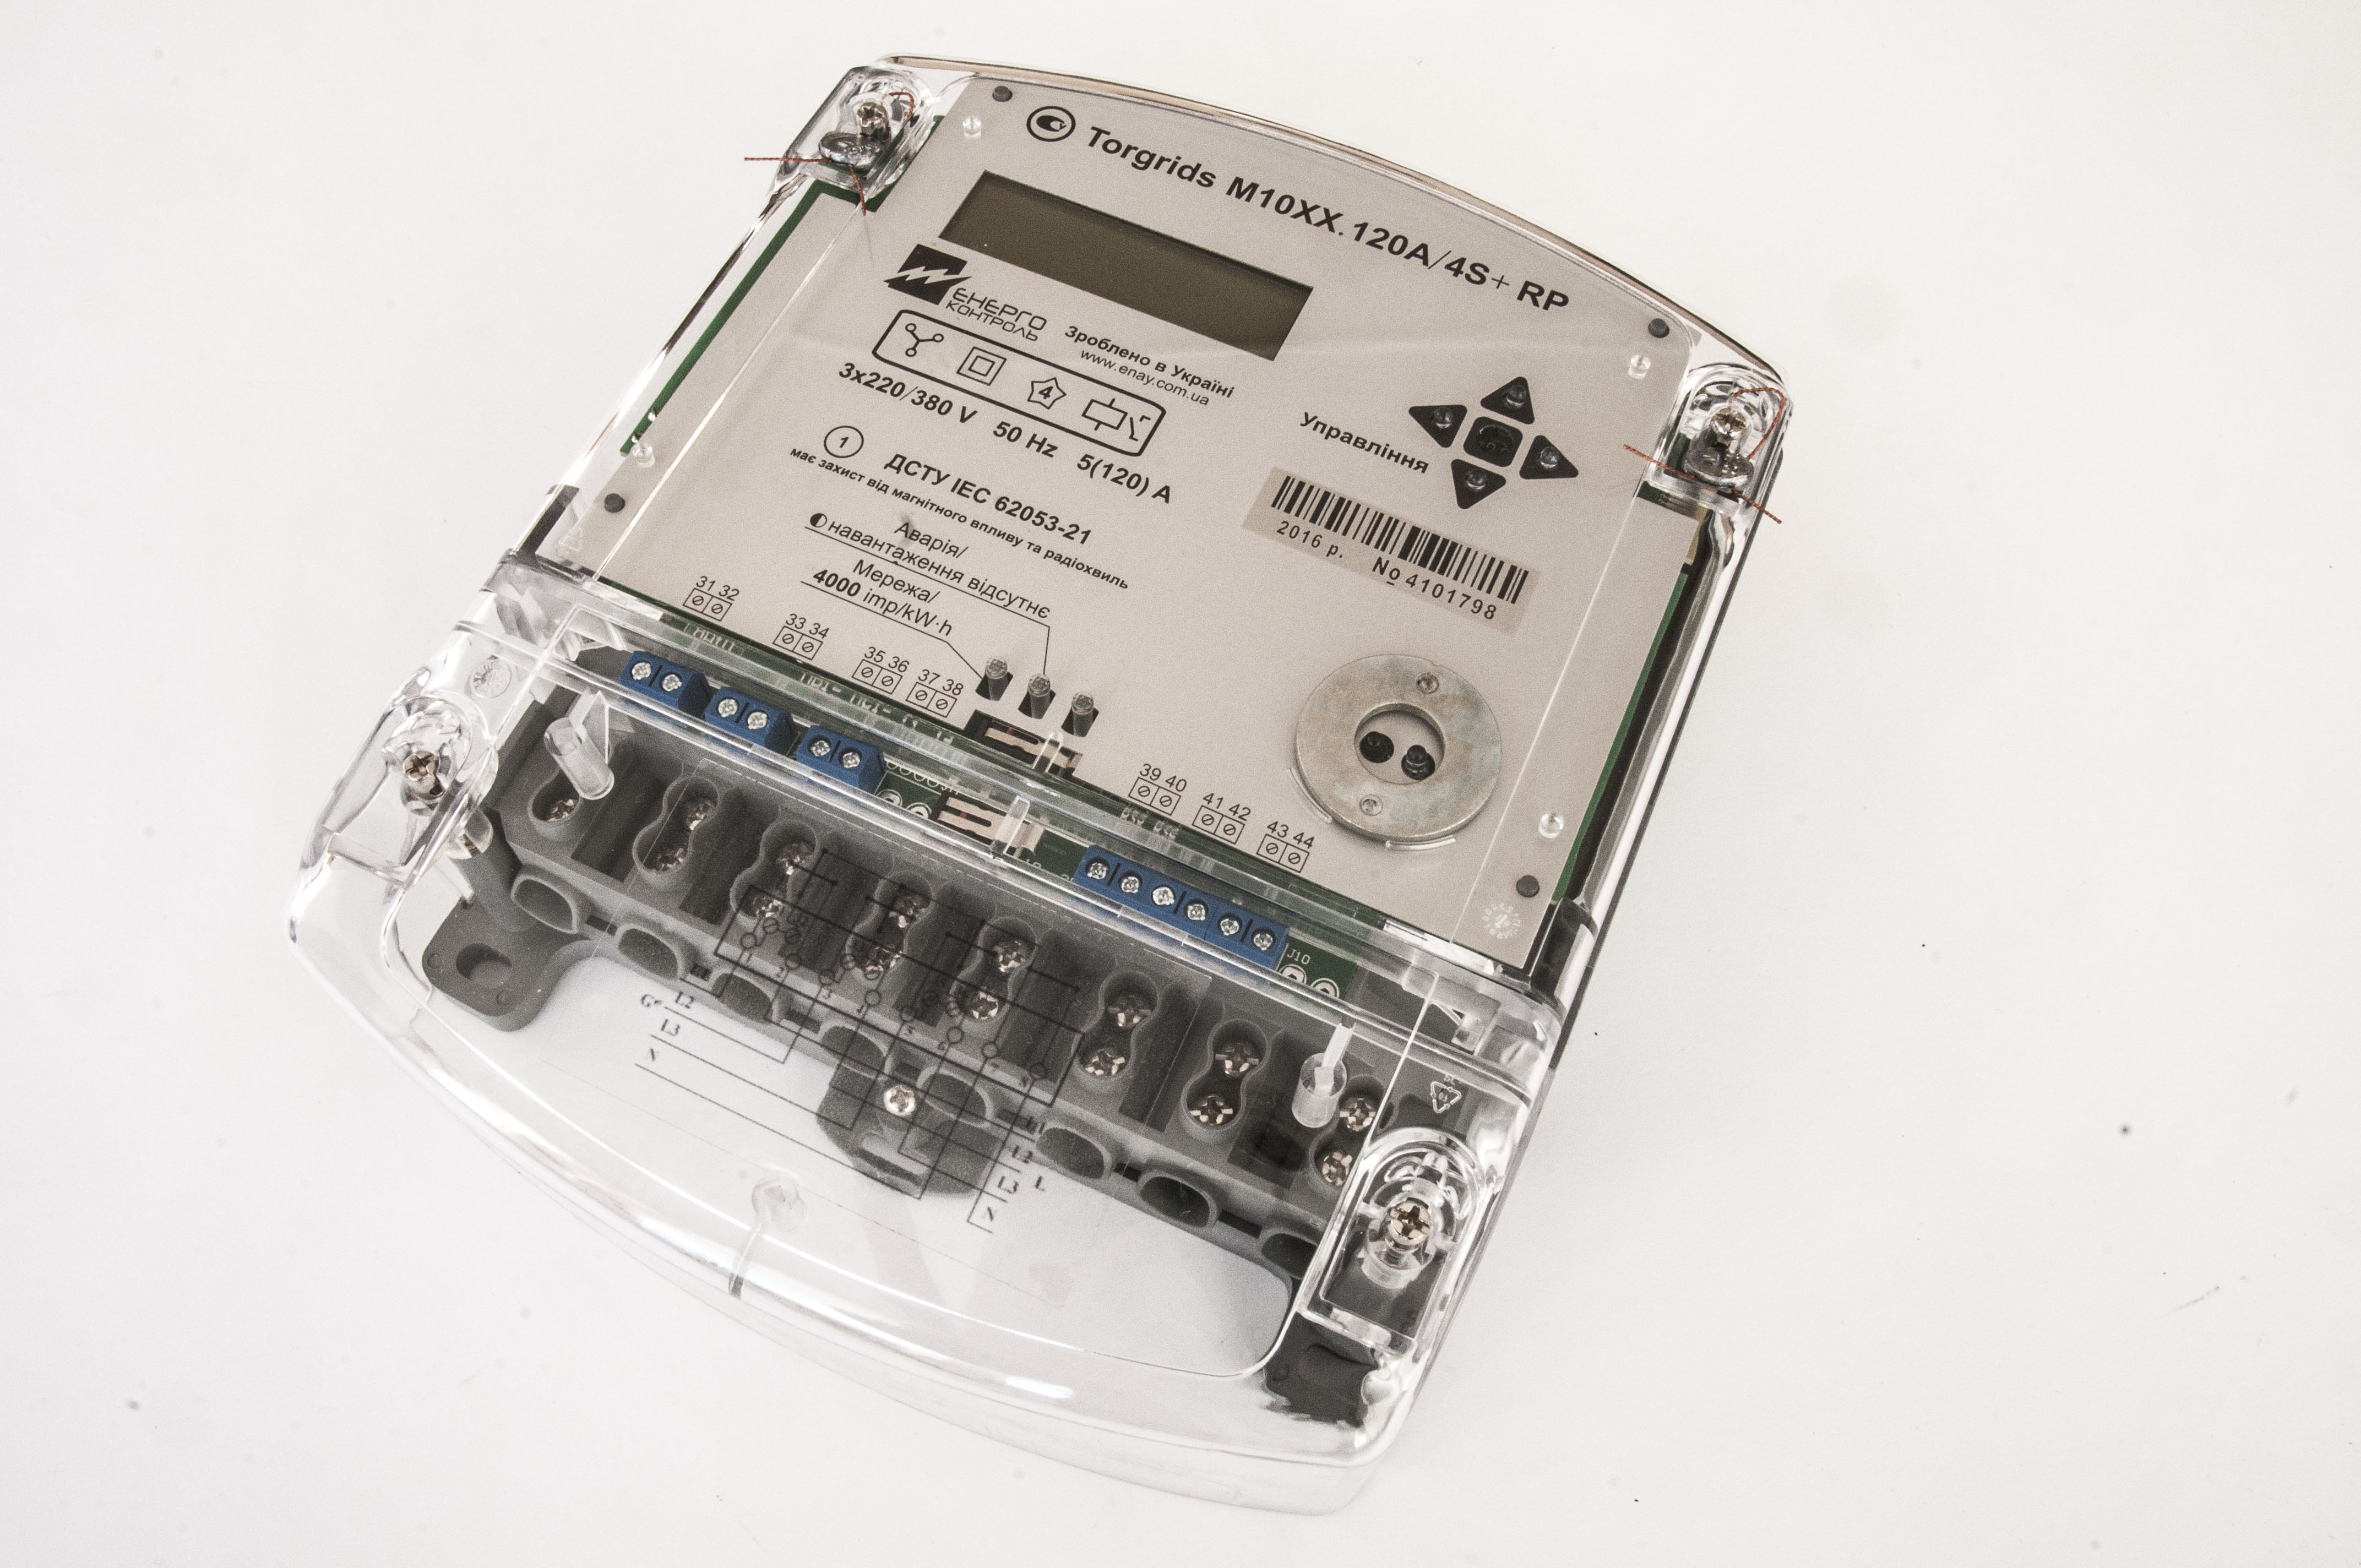 Torgrids M10XX.120A/4S+ RP
ЕНЕРГО
КОНТРОЛЬ
Зроблено в Україні
www.enay.com.ua
4
3x220/380 V 50 Hz 5(120) A
1
ДСТУ IEC 62053-21
має захист від магнітного впливу та радіохвиль
Управління
2016 р. № 4101798
Аварія/
навантаження відсутнє
Мережа/
4000 imp/kW·h
31 32
33 34
35 36
37 38
39 40
41 42
43 44
J10
L2
L3
N
L2
L3
L
N